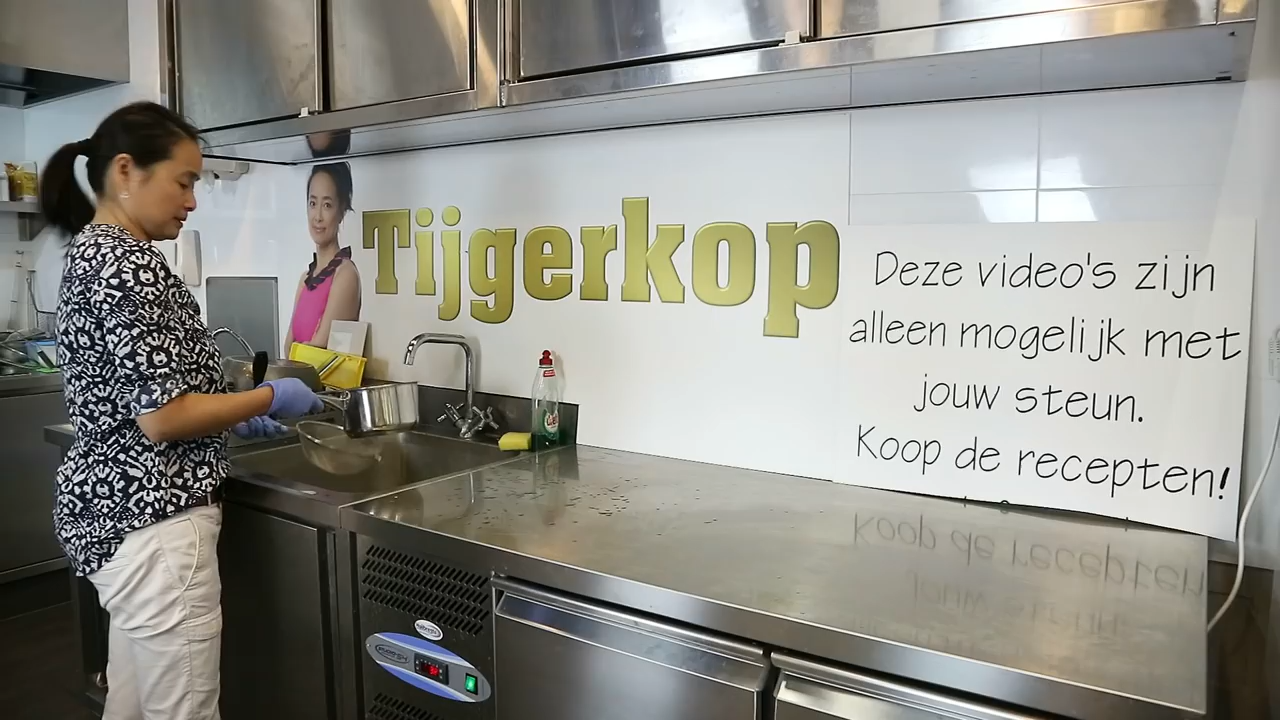 Tijgerkop
Deze video's zijn
alleen mogelijk met
jouw steun.
Koop de recepten!